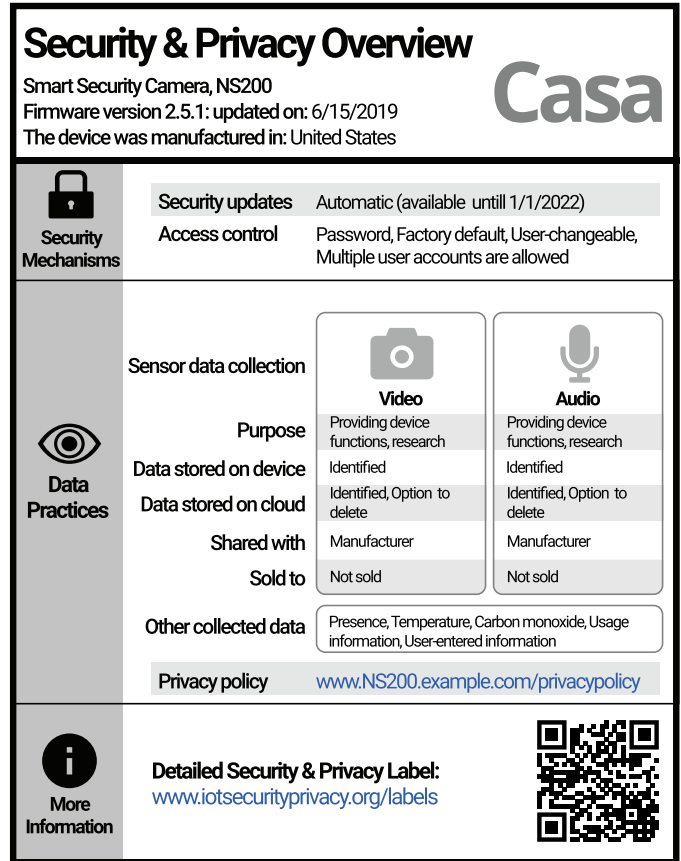 Security & Privacy Overview
Smart Security Camera, NS200
Firmware version 2.5.1: updated on: 6/15/2019
The device was manufactured in: United States
Casa
Security
Mechanisms
Security updates Automatic (available untill 1/1/2022)
Access control Password, Factory default, User-changeable,
Multiple user accounts are allowed
Data
Practices
Sensor data collection
Video Audio
Purpose Providing device Providing device
functions, research functions, research
Data stored on device Identified Identified
Data stored on cloud Identified, Option to Identified, Option to
delete delete
Shared with Manufacturer Manufacturer
Sold to Not sold Not sold
Other collected data Presence, Temperature, Carbon monoxide, Usage
information, User-entered information
Privacy policy www.NS200.example.com/privacypolicy
More
Information
Detailed Security & Privacy Label:
www.iotsecurityprivacy.org/labels